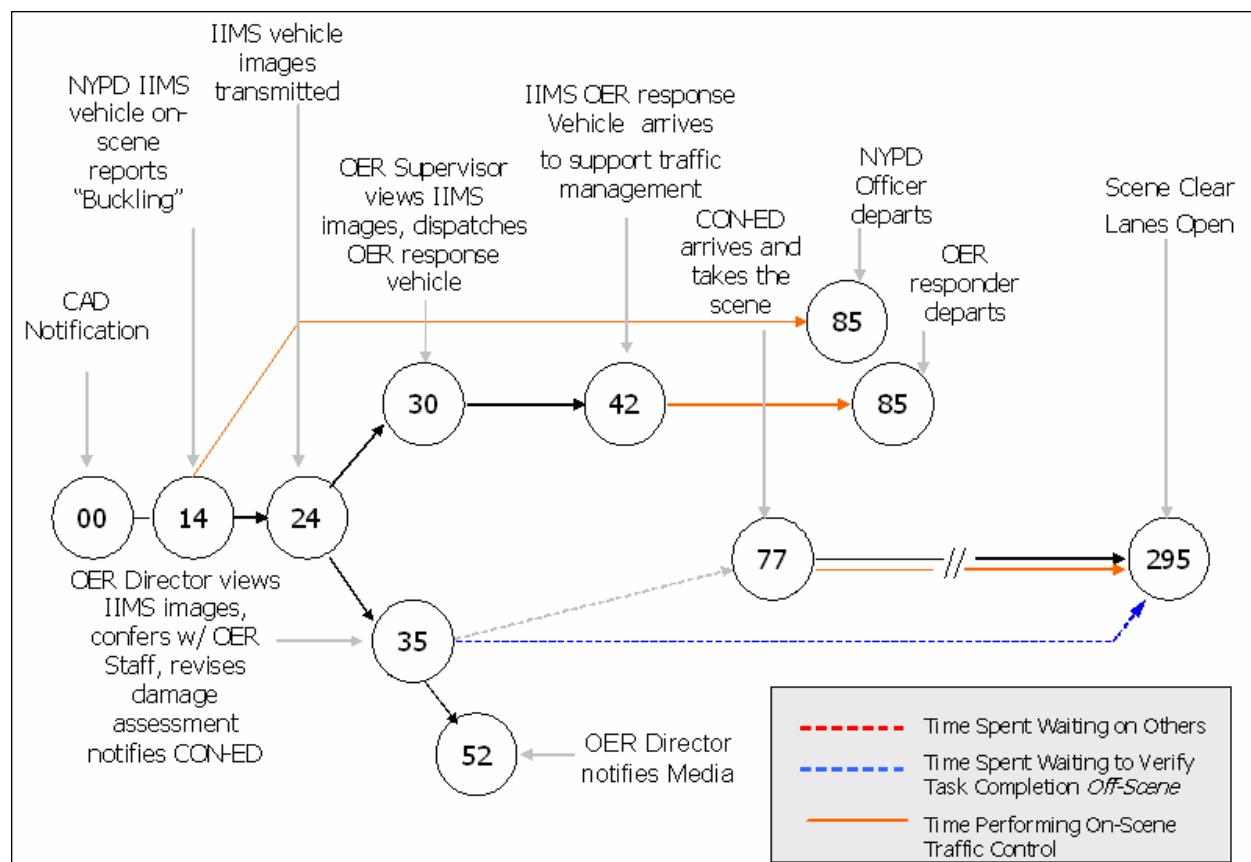 IIMS vehicle
images
transmitted
NYPD IIMS
vehicle on-
scene
reports
“Buckling”
IIMS OER response
Vehicle arrives
to support traffic
management
OER Supervisor
views IIMS
images, dispatches
OER response
vehicle
NYPD
Officer
departs
Scene Clear
Lanes Open
CON-ED
arrives and
takes the
scene
OER
responder
departs
CAD
Notification
85
30
42
85
00
14
24
77
295
OER Director views
IIMS images,
confers w/ OER
Staff, revises
damage
assessment
notifies CON-ED
35
52
OER Director
notifies Media
Time Spent Waiting on Others
Time Spent Waiting to Verify
Task Completion Off-Scene
Time Performing On-Scene
Traffic Control